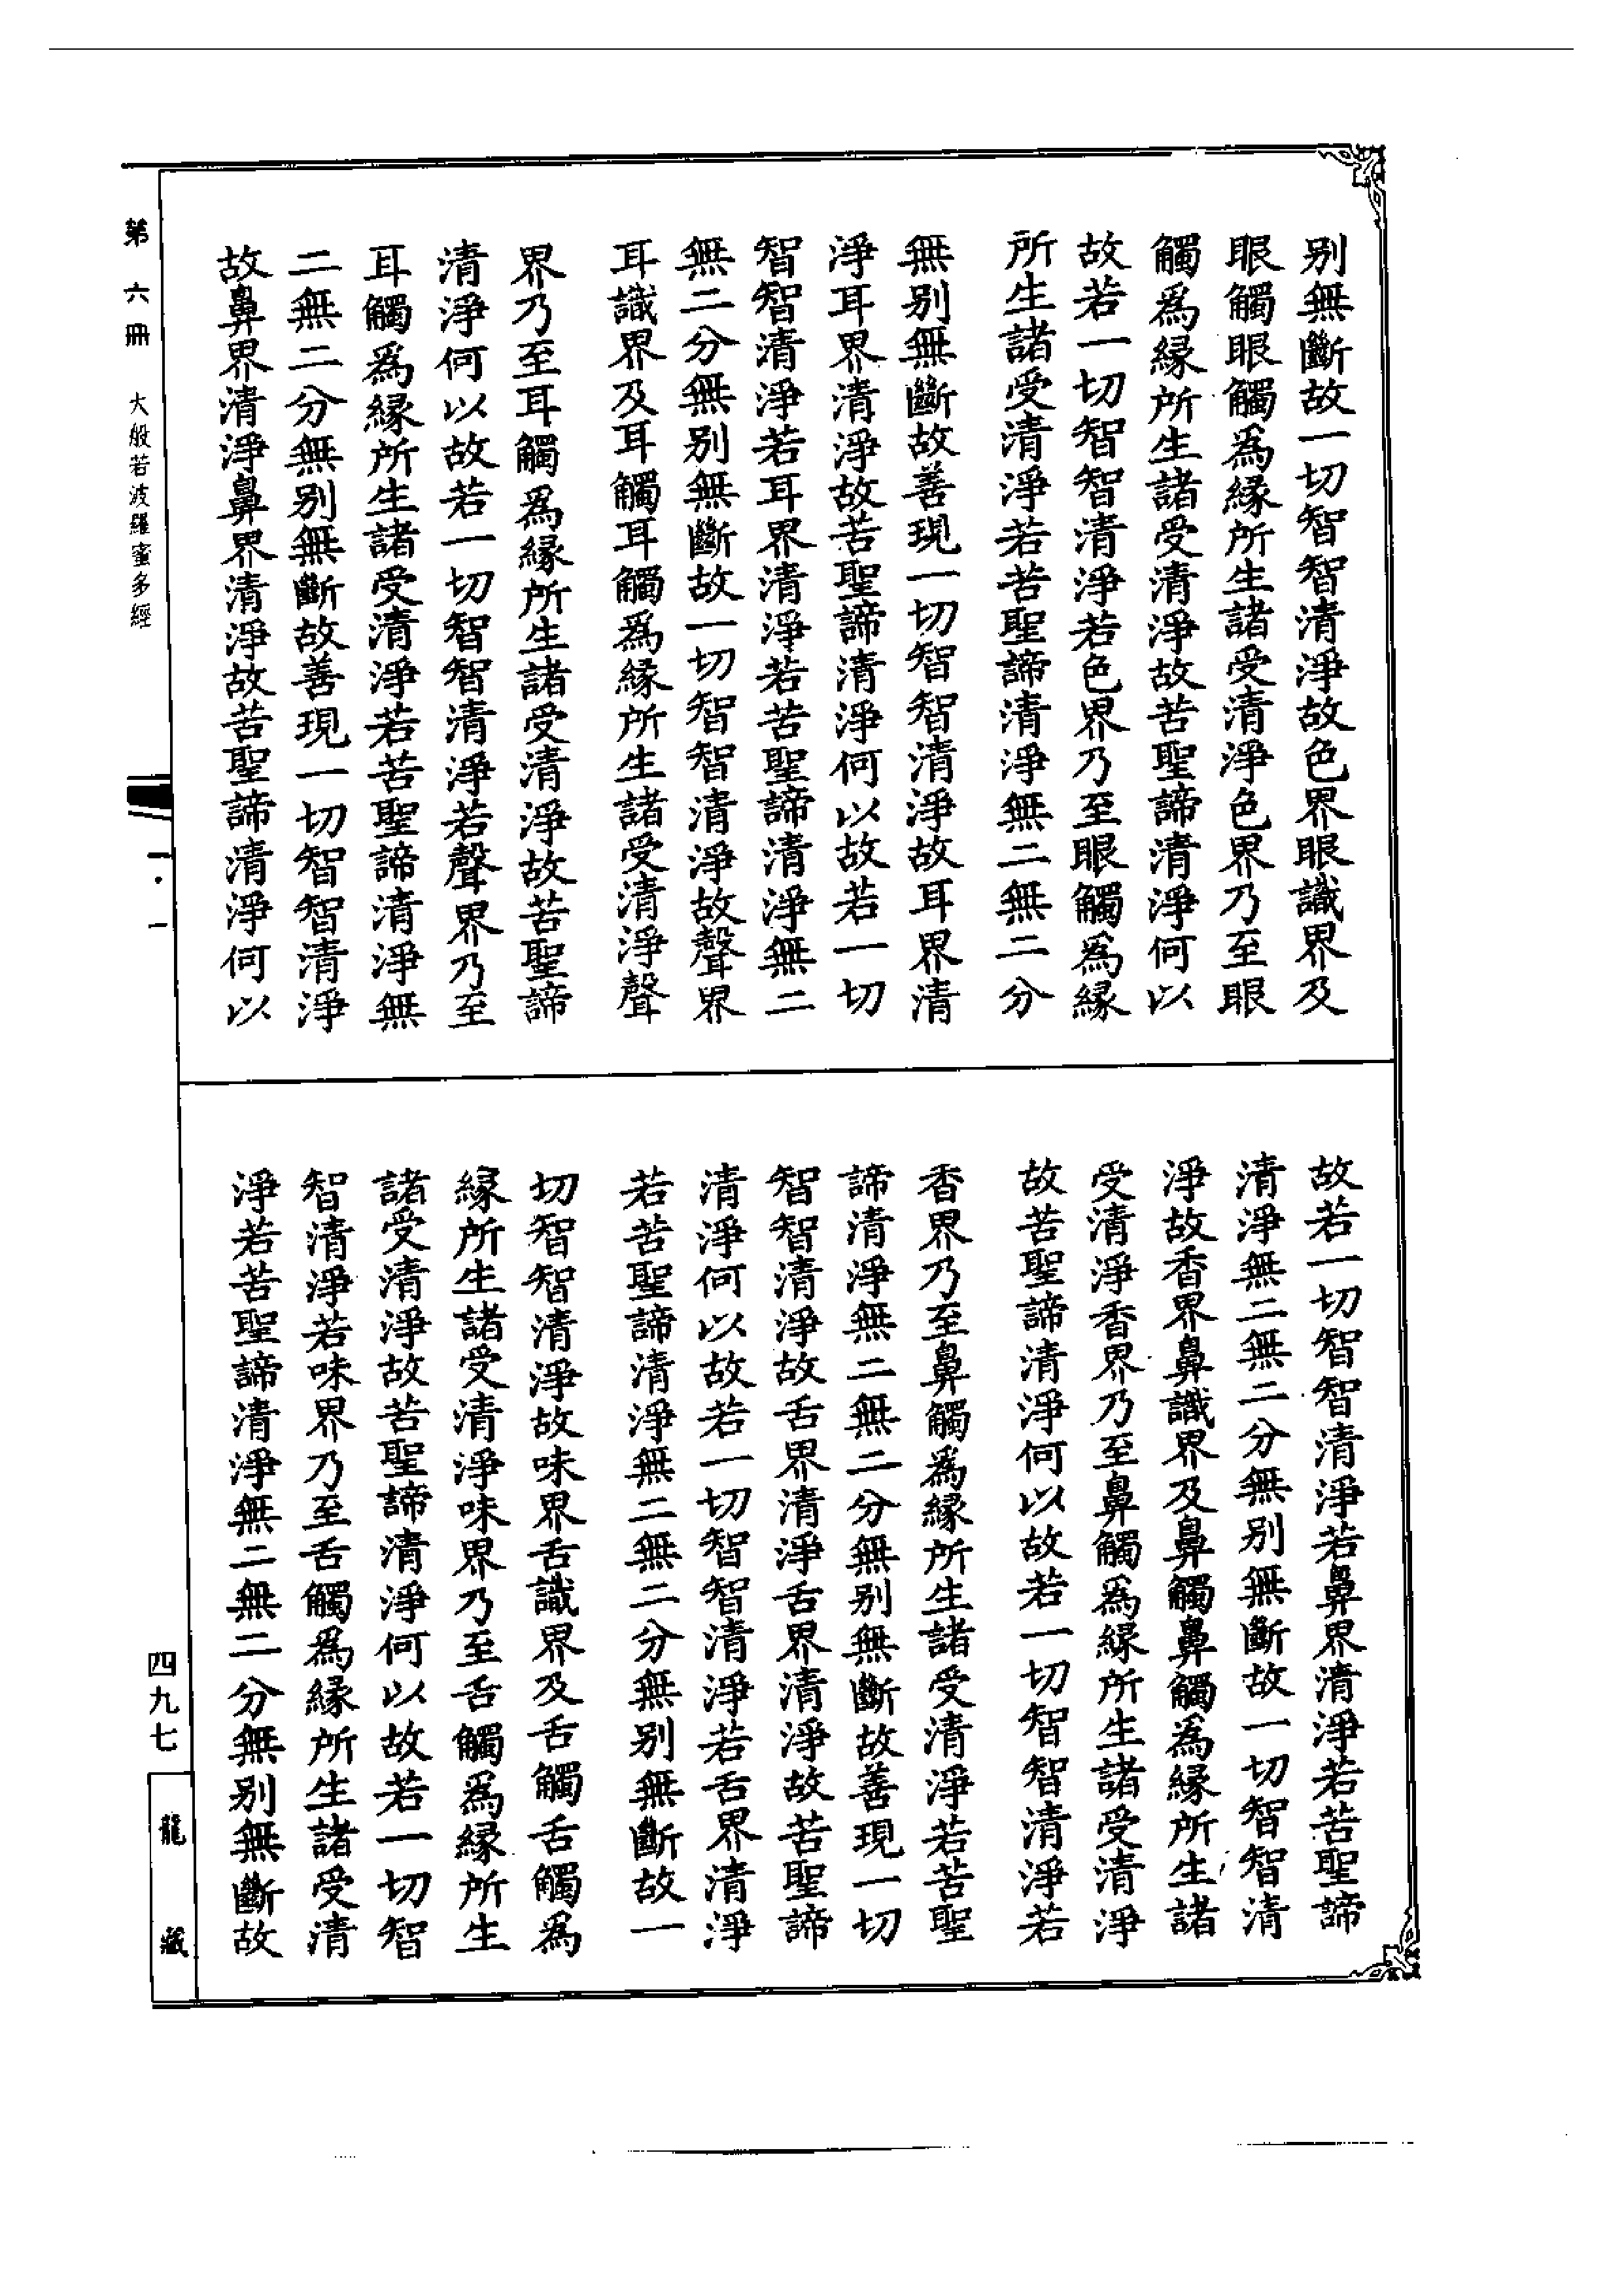 别無斷故一切智智清淨故色界眼識界及
眼觸眼觸爲緣所生諸受清淨色界乃至眼
觸爲緣所生諸受清淨故苦聖諦清淨何以
故若一切智智清淨若色界乃至眼觸爲緣
所生諸受清淨若苦聖諦清淨無二無二分
無别無斷故善現一切智智清淨故耳界清
淨耳界清淨故苦聖諦清淨何以故若一切
智智清淨若耳界清淨若苦聖諦清淨無二
無二分無别無斷故一切智智清淨故聲界
耳識界及耳觸耳觸爲緣所生諸受清淨聲
界乃至耳觸爲緣所生諸受清淨故苦聖諦
清淨何以故若一切智智清淨若聲界乃至
耳觸爲緣所生諸受清淨若苦聖諦清淨無
二無二分無别無斷故善現一切智智清淨
故鼻界清淨鼻界清淨故苦聖諦清淨何以
故若一切智智清淨若鼻界清淨若苦聖諦
清淨無二無二分無别無斷故一切智智清
淨故香界鼻識界及鼻觸鼻觸爲緣所生諸
受清淨香界乃至鼻觸爲緣所生諸受清淨
故苦聖諦清淨何以故若一切智智清淨若
香界乃至鼻觸爲緣所生諸受清淨若苦聖
諦清淨無二無二分無别無斷故善現一切
智智清淨故舌界清淨舌界清淨故苦聖諦
清淨何以故若一切智智清淨若舌界清淨
若苦聖諦清淨無二無二分無别無斷故一
切智智清淨故味界舌識界及舌觸舌觸爲
緣所生諸受清淨味界乃至舌觸爲緣所生
諸受清淨故苦聖諦清淨何以故若一切智
智清淨若味界乃至舌觸爲緣所生諸受清
淨若苦聖諦清淨無二無二分無别無斷故
第六冊 大般若波羅蜜多經
一·一
四九七
龍藏